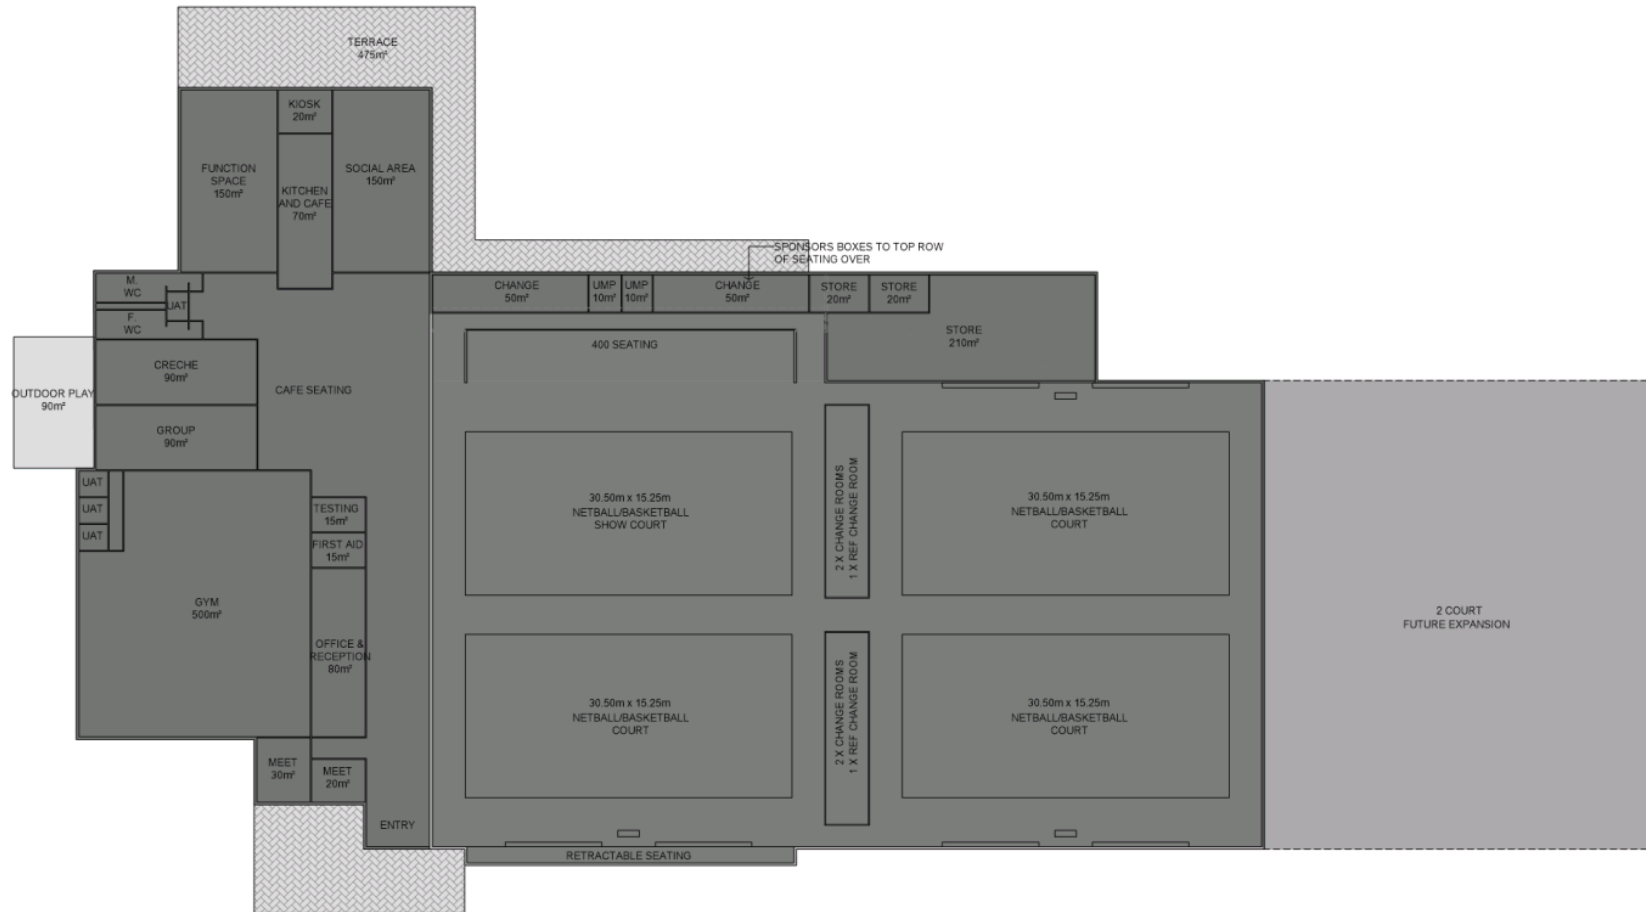 TERRACE
475m²
KIOSK
20m²
FUNCTION
SPACE
150m²
KITCHEN
AND CAFE
70m²
SOCIAL AREA
150m²
SPONSORS BOXES TO TOP ROW
OF SEATING OVER
M.
WC
UAT
F.
WC
CHANGE
50m²
UMP
10m²
UMP
10m²
CHANGE
50m²
STORE
20m²
STORE
20m²
STORE
210m²
400 SEATING
CRECHE
90m²
OUTDOOR PLAY
90m²
CAFE SEATING
GROUP
90m²
UAT
UAT
UAT
TESTING
15m²
FIRST AID
15m²
GYM
500m²
OFFICE &
RECEPTION
80m²
30.50m x 15.25m
NETBALL/BASKETBALL
SHOW COURT
2 X CHANGE ROOMS
1 X REF CHANGE ROOM
30.50m x 15.25m
NETBALL/BASKETBALL
COURT
2 COURT
FUTURE EXPANSION
30.50m x 15.25m
NETBALL/BASKETBALL
COURT
2 X CHANGE ROOMS
1 X REF CHANGE ROOM
30.50m x 15.25m
NETBALL/BASKETBALL
COURT
MEET
30m²
MEET
20m²
ENTRY
RETRACTABLE SEATING